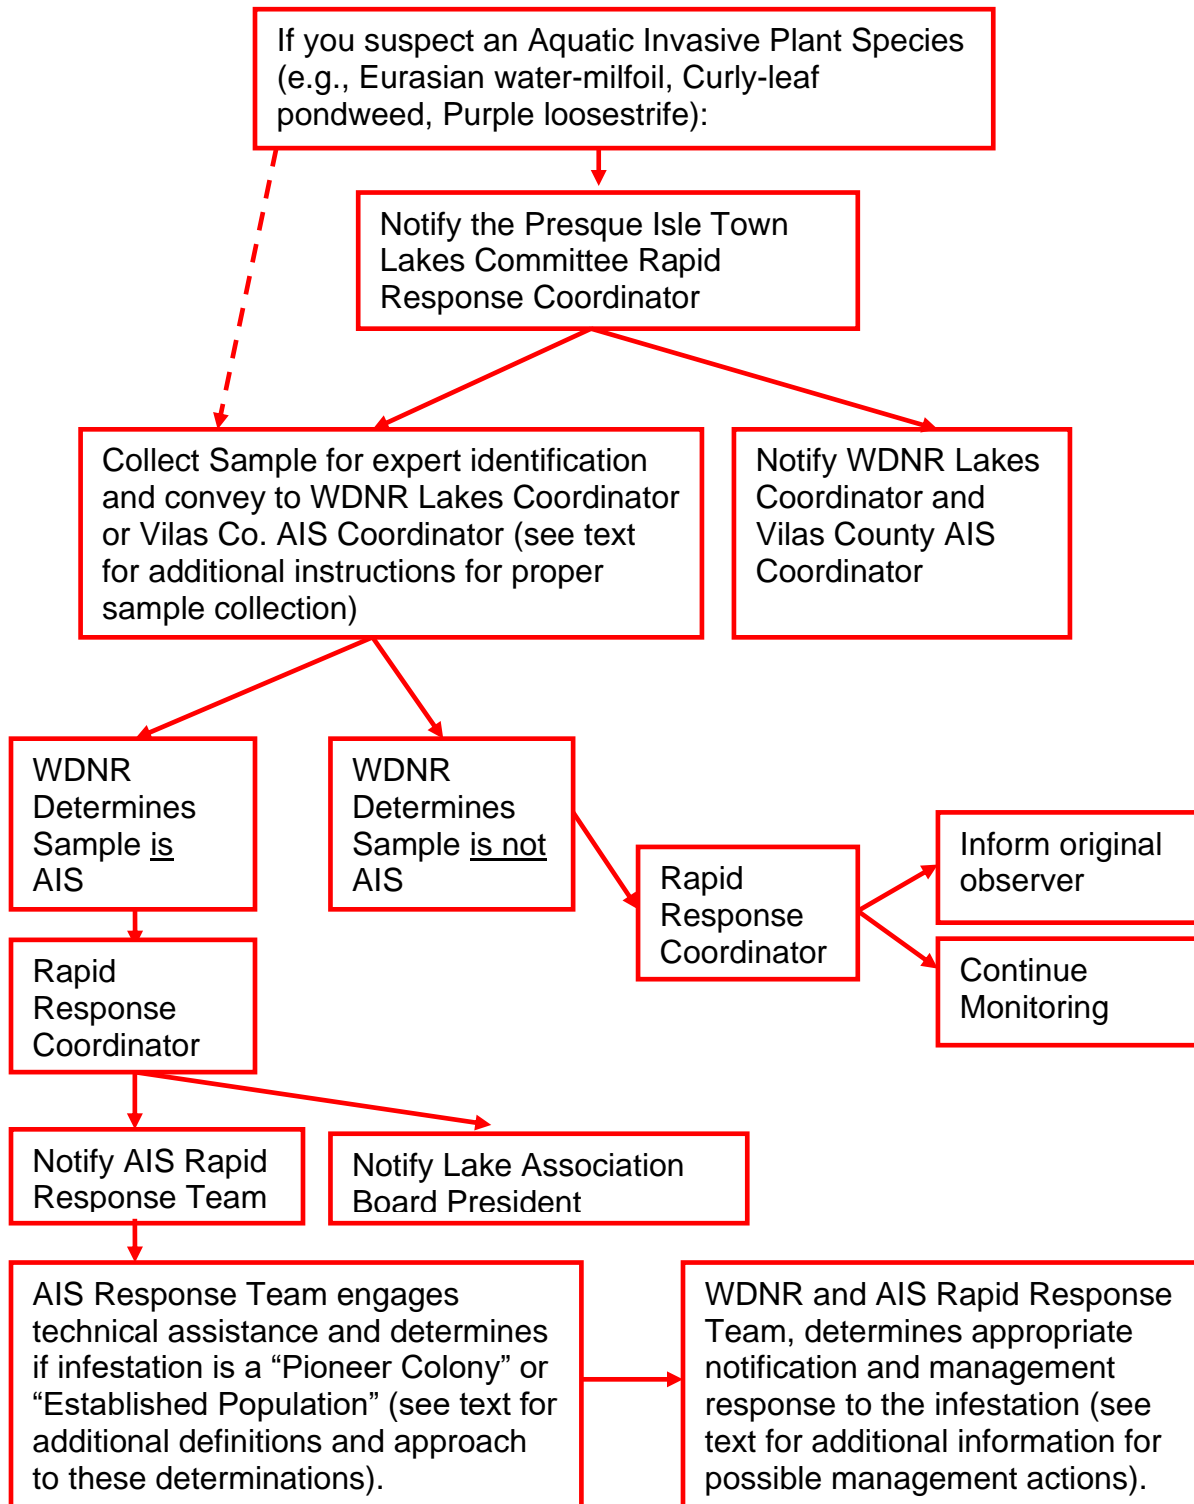 If you suspect an Aquatic Invasive Plant Species
(e.g., Eurasian water-milfoil, Curly-leaf
pondweed, Purple loosestrife):
Notify the Presque Isle Town
Lakes Committee Rapid
Response Coordinator
Collect Sample for expert identification
and convey to WDNR Lakes Coordinator
or Vilas Co. AIS Coordinator (see text
for additional instructions for proper
sample collection)
Notify WDNR Lakes
Coordinator and
Vilas County AIS
Coordinator
WDNR
Determines
Sample is
AIS
WDNR
Determines
Sample is not
AIS
Rapid
Response
Coordinator
Inform original
observer
Continue
Monitoring
Rapid
Response
Coordinator
Notify AIS Rapid
Response Team
Notify Lake Association
Board President
AIS Response Team engages
technical assistance and determines
if infestation is a “Pioneer Colony” or
“Established Population” (see text for
additional definitions and approach
to these determinations).
WDNR and AIS Rapid Response
Team, determines appropriate
notification and management
response to the infestation (see
text for additional information for
possible management actions).